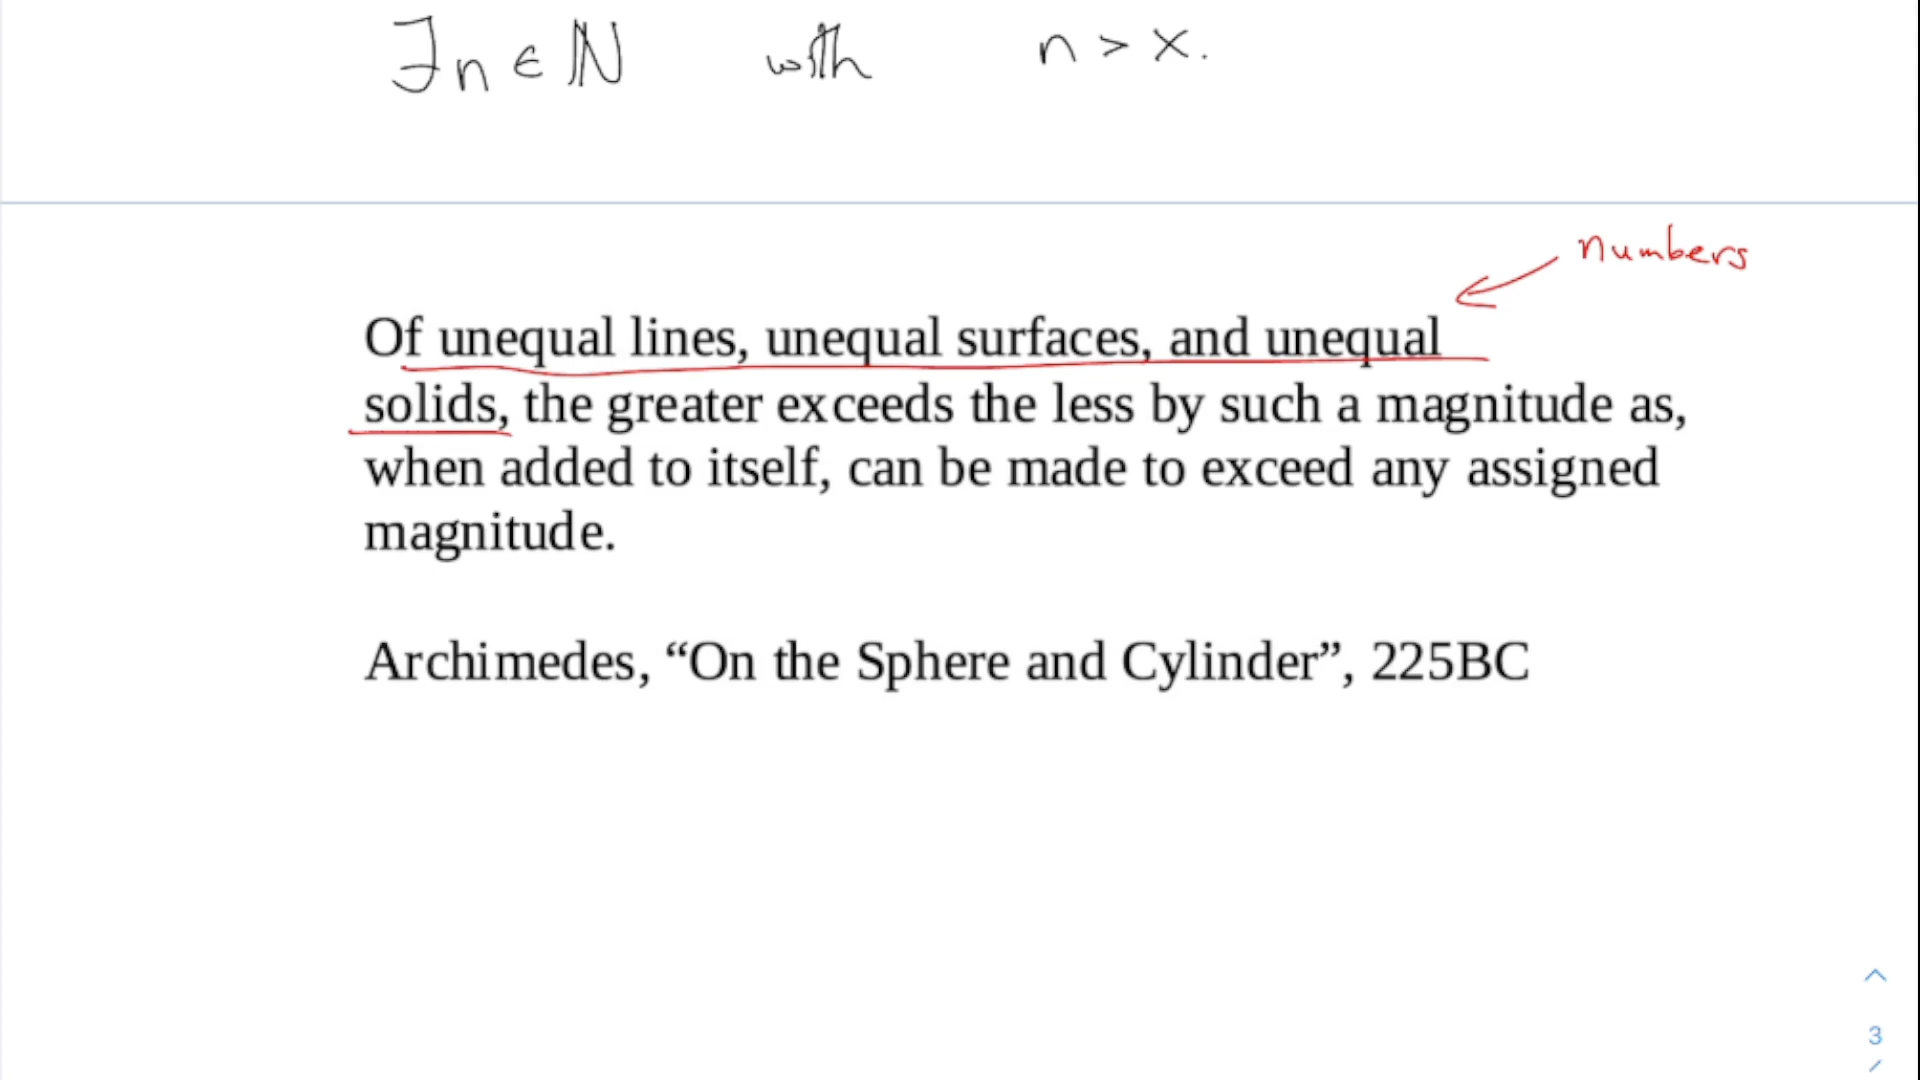 ∃n ∈ ℕ with n > x.
numbers
Of unequal lines, unequal surfaces, and unequal
solids, the greater exceeds the less by such a magnitude as,
when added to itself, can be made to exceed any assigned
magnitude.
Archimedes, “On the Sphere and Cylinder”, 225BC
3